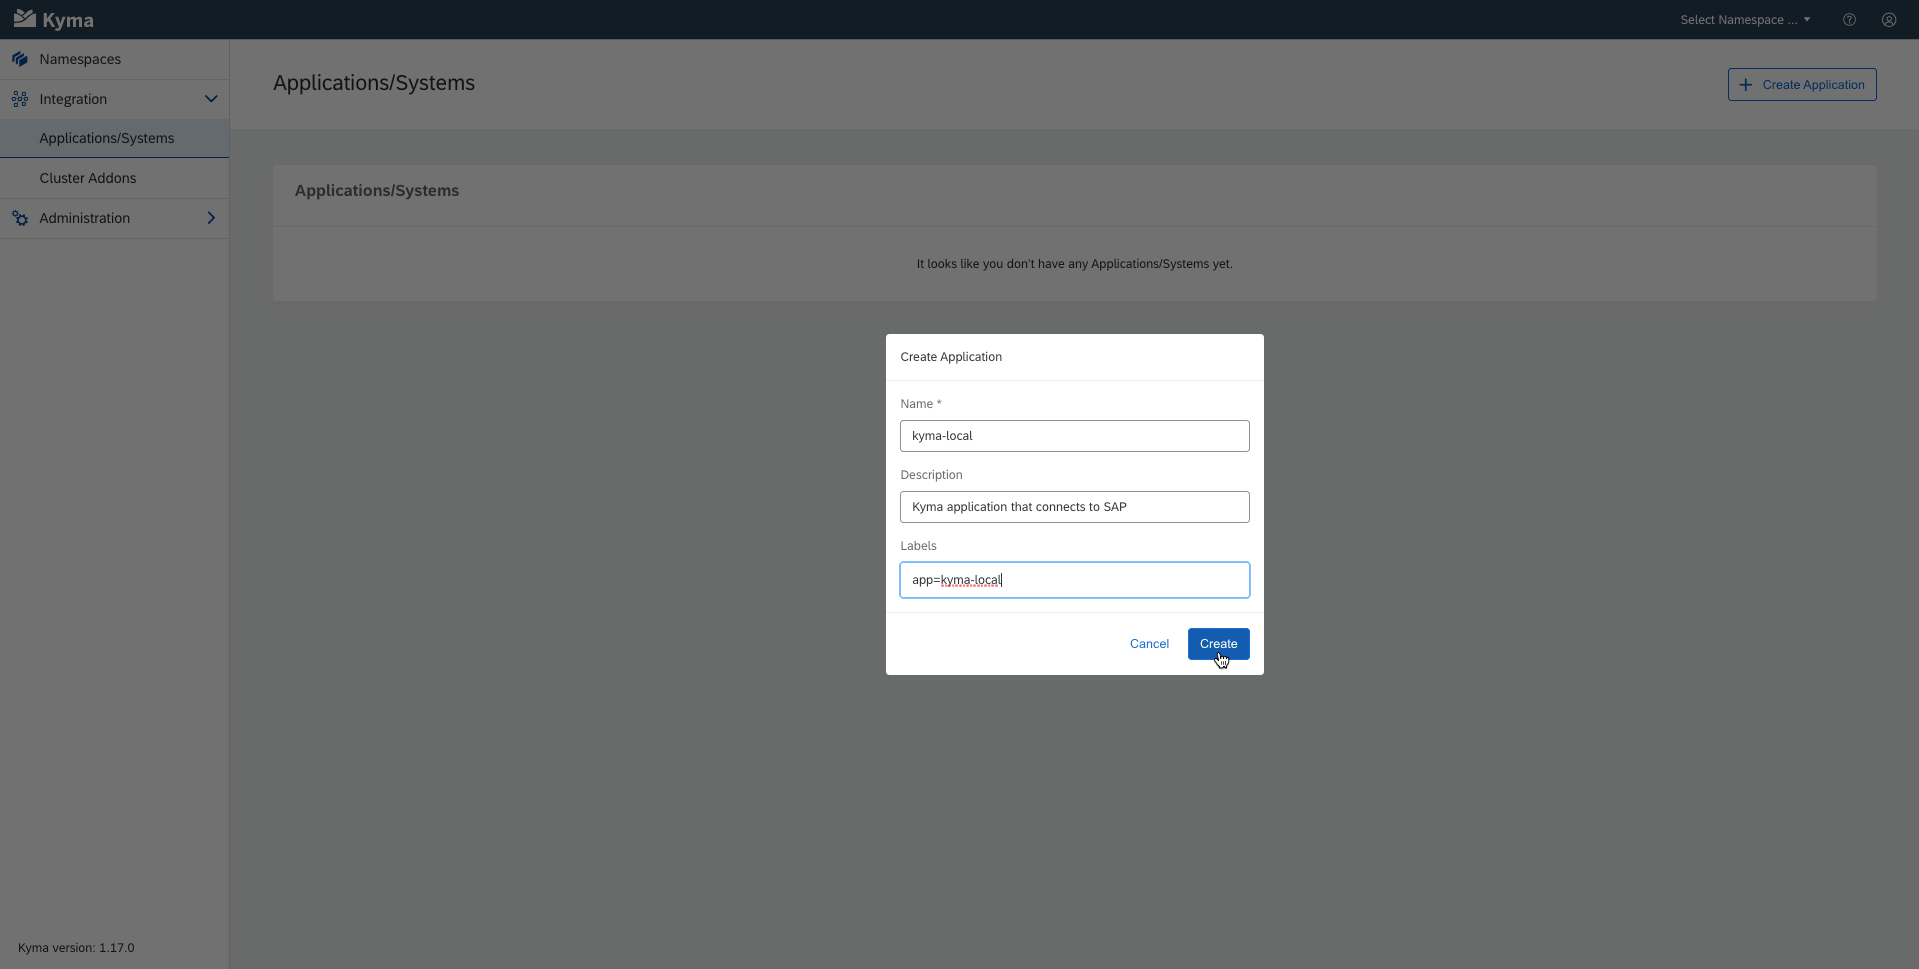 Kyma
Select Namespace ...
Namespaces
Integration
Applications/Systems
Cluster Addons
Administration
Applications/Systems
Create Application
Applications/Systems
It looks like you don't have any Applications/Systems yet.
Create Application
Name *
kyma-local
Description
Kyma application that connects to SAP
Labels
app=kyma-local
Cancel
Create
Kyma version: 1.17.0